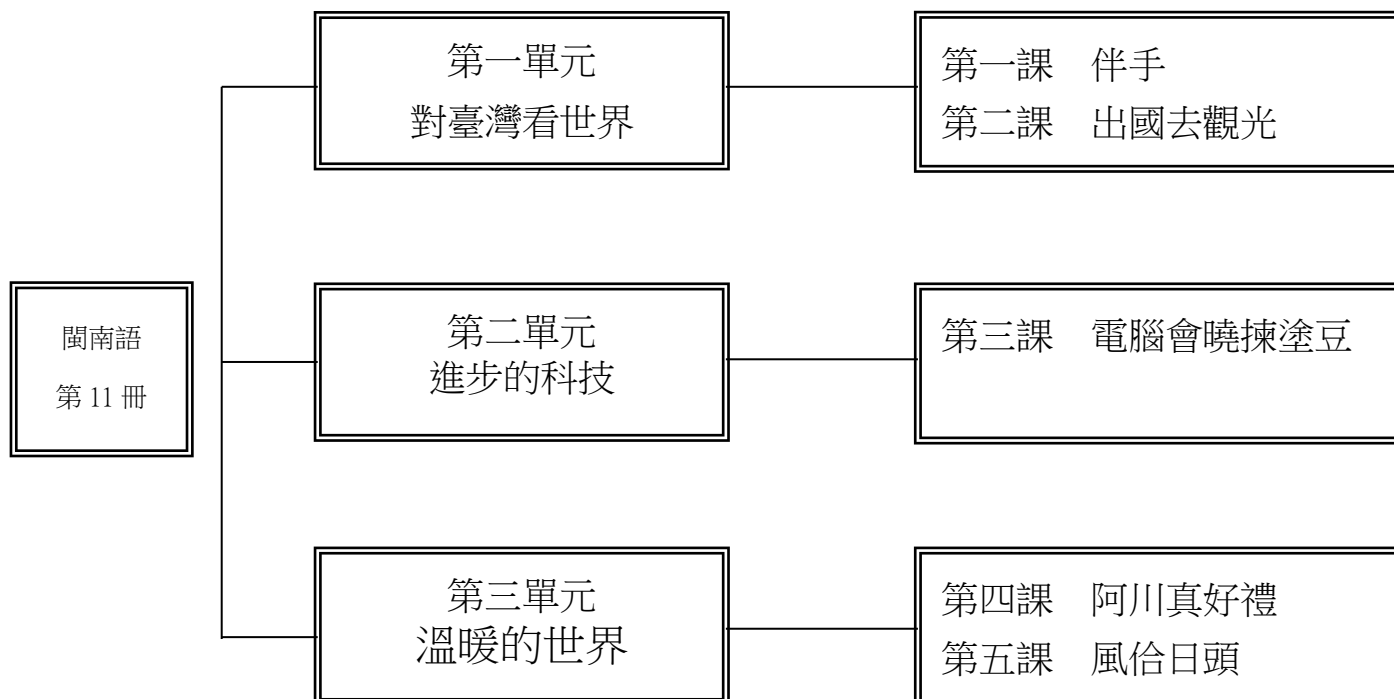 第一單元
對臺灣看世界
第一課　伴手
第二課　出國去觀光
閩南語
第 11 冊
第二單元
進步的科技
第三課　電腦會曉揀塗豆
第三單元
溫暖的世界
第四課　阿川真好禮
第五課　風佮日頭